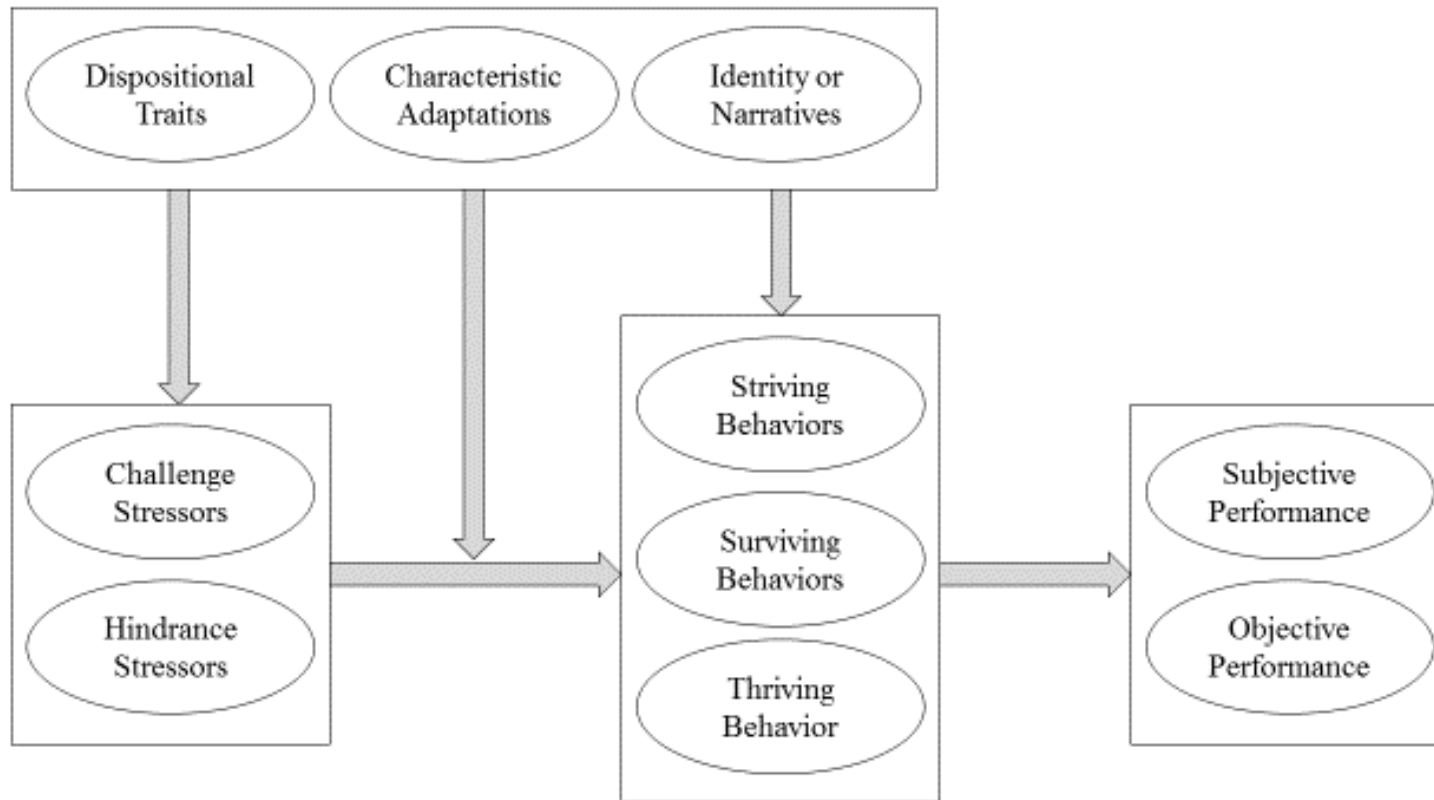 Dispositional
Traits
Characteristic
Adaptations
Identity or
Narratives
Challenge
Stressors
Hindrance
Stressors
Striving
Behaviors
Surviving
Behaviors
Thriving
Behavior
Subjective
Performance
Objective
Performance